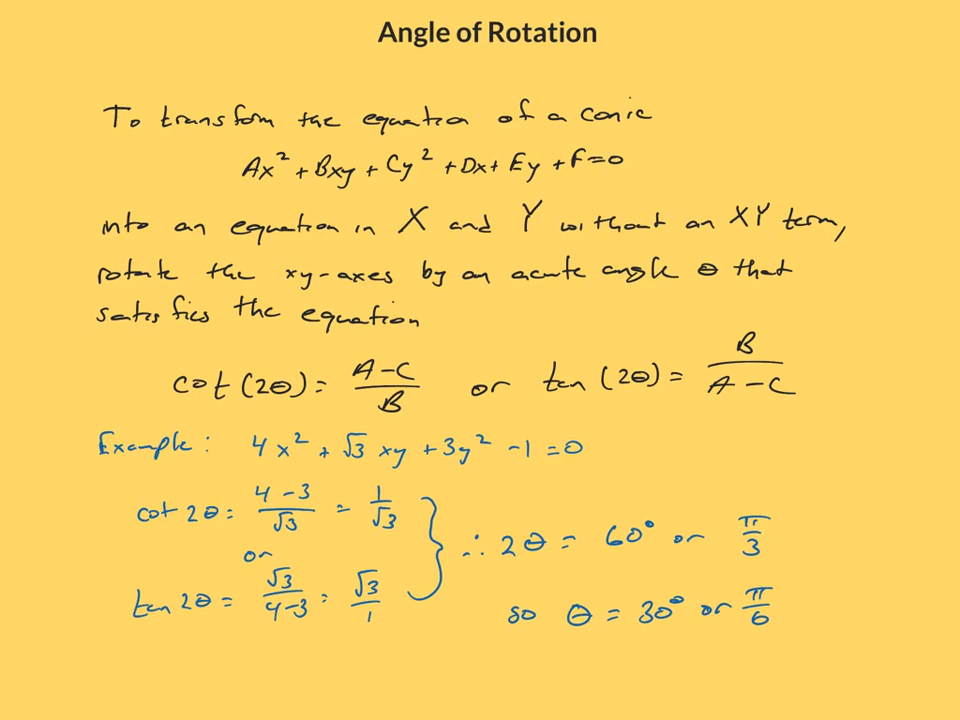 Angle of Rotation
To transform the equation of a conic
Ax² + Bxy + Cy² + Dx + Ey + F = 0
into an equation in X and Y without an XY term,
rotate the xy-axes by an acute angle θ that
satisfies the equation
cot(2θ) = (A-C)/B or tan(2θ) = B/(A-C)
Example: 4x² + √3 xy + 3y² - 1 = 0
cot 2θ = (4-3)/√3 = 1/√3
or
tan 2θ = √3/(4-3) = √3/1
∴ 2θ = 60° or π/3
so θ = 30° or π/6